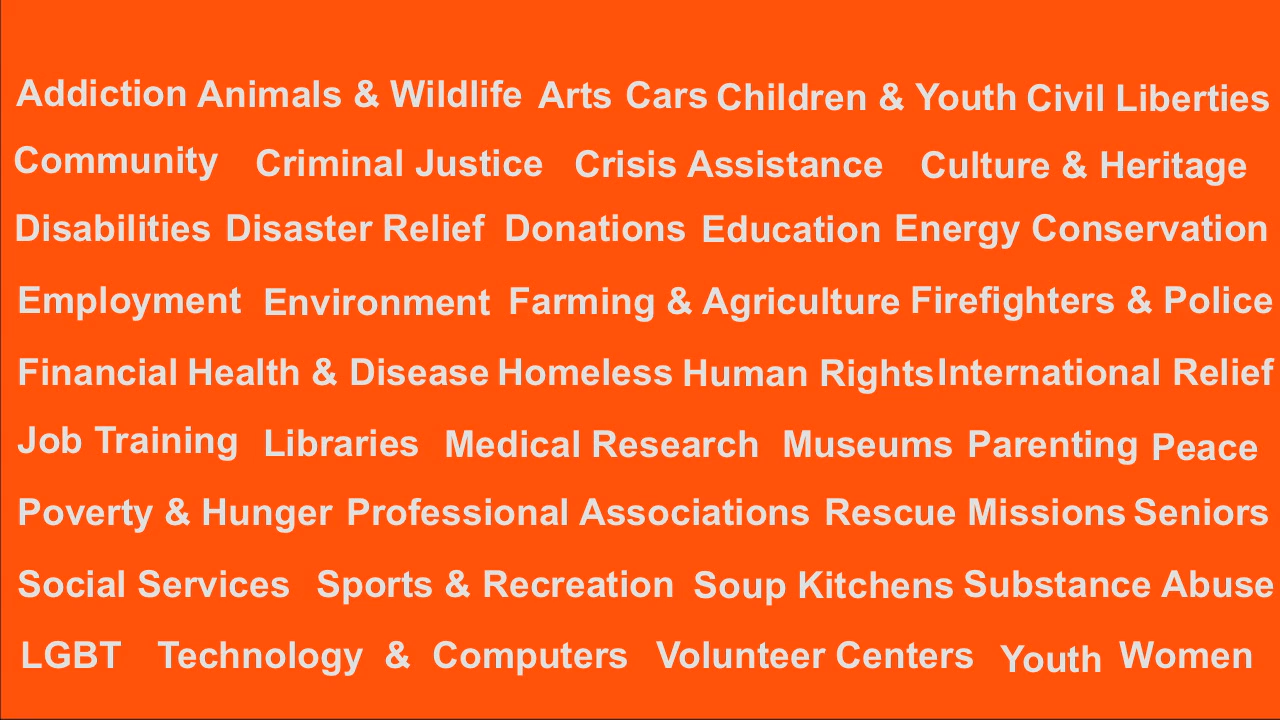 Addiction Animals & Wildlife Arts Cars Children & Youth Civil Liberties
Community Criminal Justice Crisis Assistance Culture & Heritage
Disabilities Disaster Relief Donations Education Energy Conservation
Employment Environment Farming & Agriculture Firefighters & Police
Financial Health & Disease Homeless Human Rights International Relief
Job Training Libraries Medical Research Museums Parenting Peace
Poverty & Hunger Professional Associations Rescue Missions Seniors
Social Services Sports & Recreation Soup Kitchens Substance Abuse
LGBT Technology & Computers Volunteer Centers Youth Women